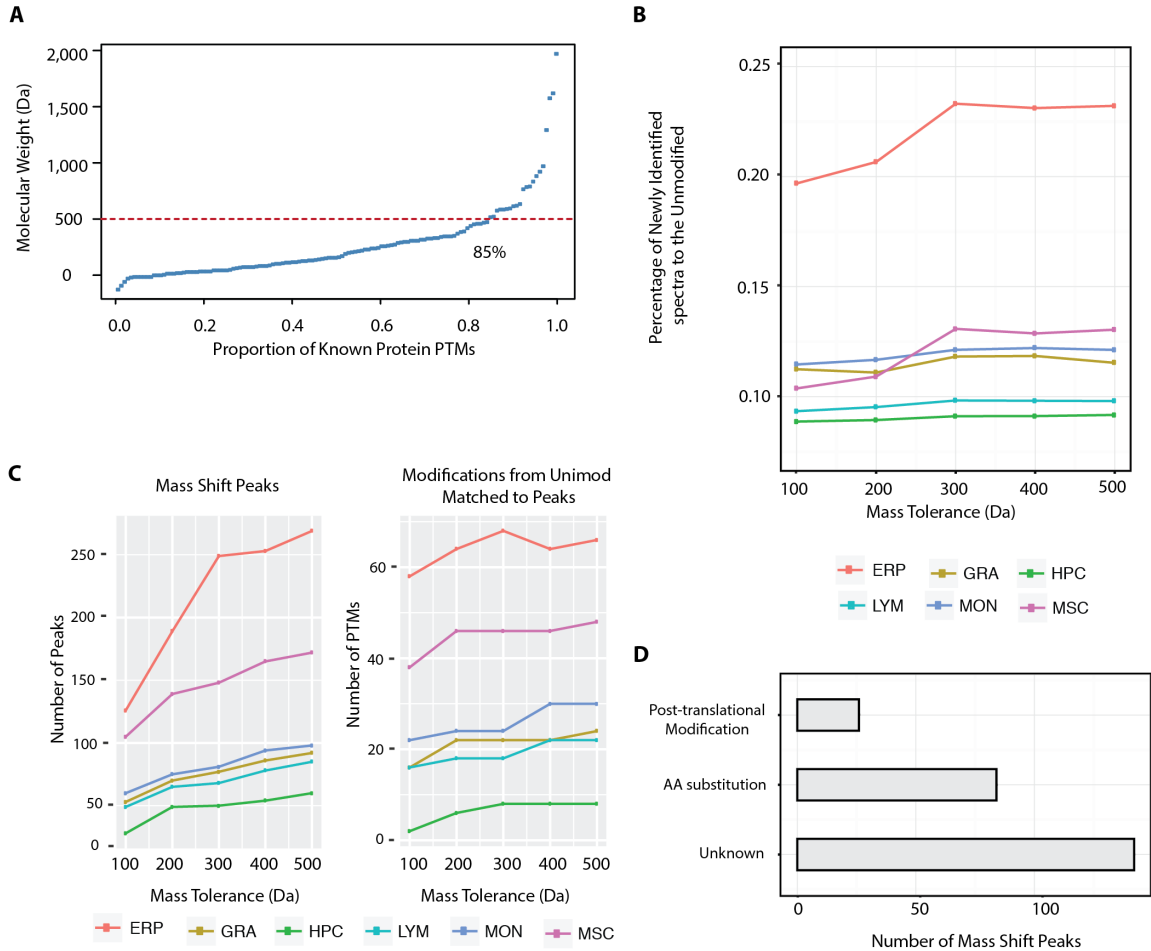 A
2,000
1,500
1,000
500
0
Molecular Weight (Da)
85%
0.0 0.2 0.4 0.6 0.8 1.0
Proportion of Known Protein PTMs
B
0.25
0.20
0.15
0.10
Percentage of Newly Identified
spectra to the Unmodified
100 200 300 400 500
Mass Tolerance (Da)
ERP GRA HPC
LYM MON MSC
C
Mass Shift Peaks
250
200
150
100
50
0
Number of Peaks
100 200 300 400 500
Mass Tolerance (Da)
Modifications from Unimod
Matched to Peaks
60
40
20
0
Number of PTMs
100 200 300 400 500
Mass Tolerance (Da)
ERP GRA HPC LYM MON MSC
D
Post-translational
Modification
AA substitution
Unknown
0 50 100
Number of Mass Shift Peaks